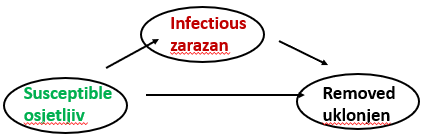 Infectious
zarazan
Susceptible
osjetljiv
Removed
uklonjen